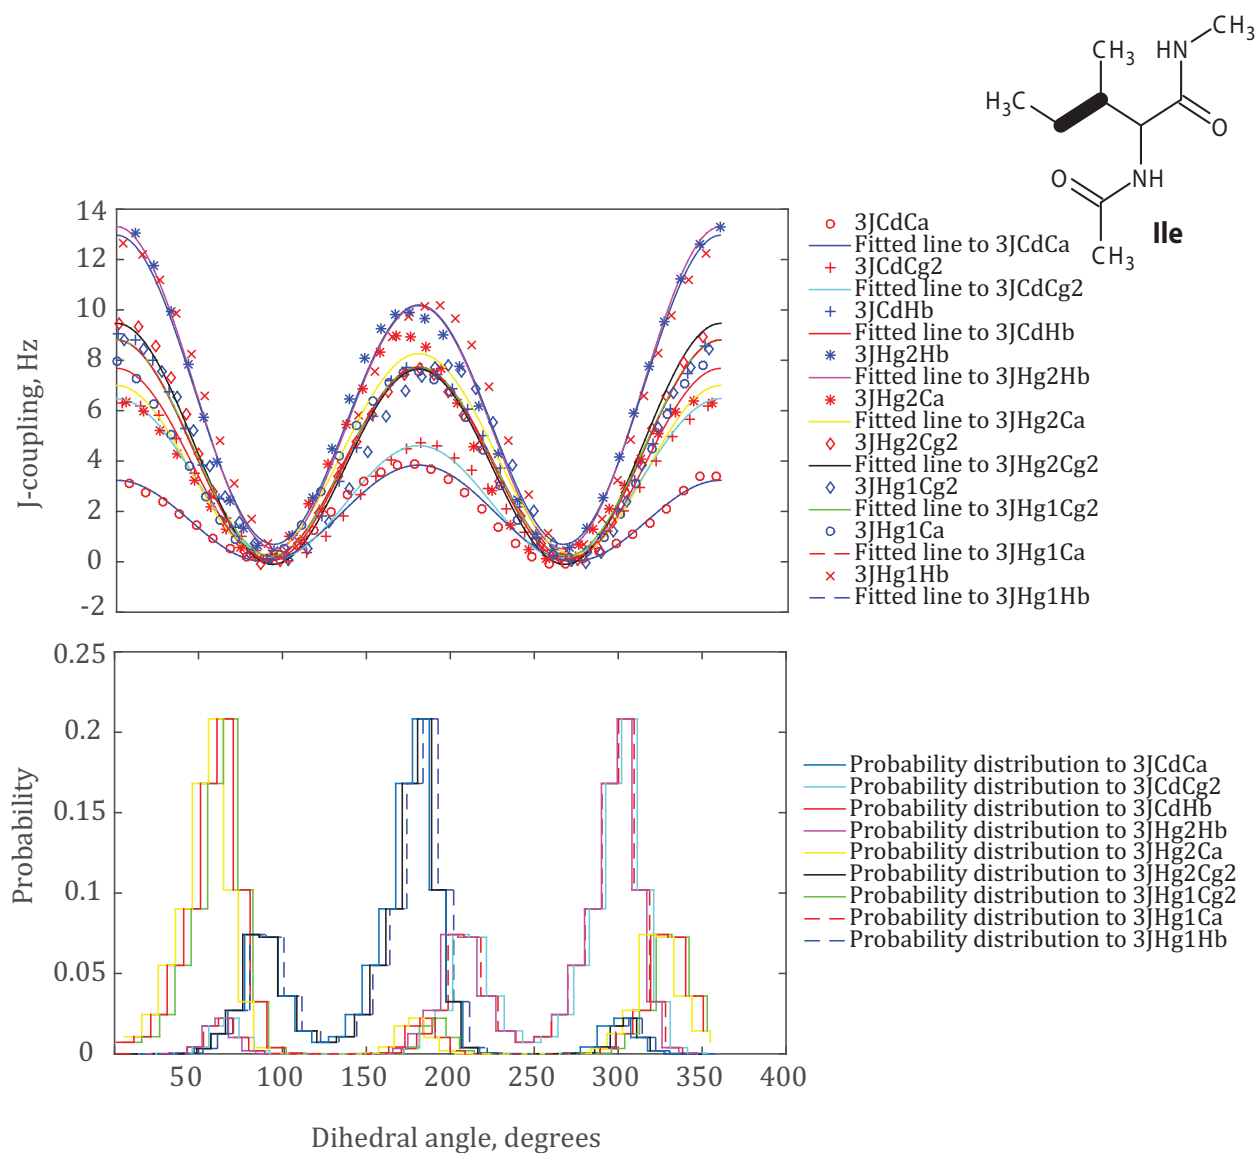 CH3
HN
CH3
H3C
O
O
NH
Ile
CH3
14
12
10
8
6
4
2
0
-2
J-coupling, Hz
3JCdCa
Fitted line to 3JCdCa
3JCdCg2
Fitted line to 3JCdCg2
3JCdHb
Fitted line to 3JCdHb
3JHg2Hb
Fitted line to 3JHg2Hb
3JHg2Ca
Fitted line to 3JHg2Ca
3JHg2Cg2
Fitted line to 3JHg2Cg2
3JHg1Cg2
Fitted line to 3JHg1Cg2
3JHg1Ca
Fitted line to 3JHg1Ca
3JHg1Hb
Fitted line to 3JHg1Hb
0.25
0.2
0.15
0.1
0.05
0
Probability
50 100 150 200 250 300 350 400
Dihedral angle, degrees
Probability distribution to 3JCdCa
Probability distribution to 3JCdCg2
Probability distribution to 3JCdHb
Probability distribution to 3JHg2Hb
Probability distribution to 3JHg2Ca
Probability distribution to 3JHg2Cg2
Probability distribution to 3JHg1Cg2
Probability distribution to 3JHg1Ca
Probability distribution to 3JHg1Hb